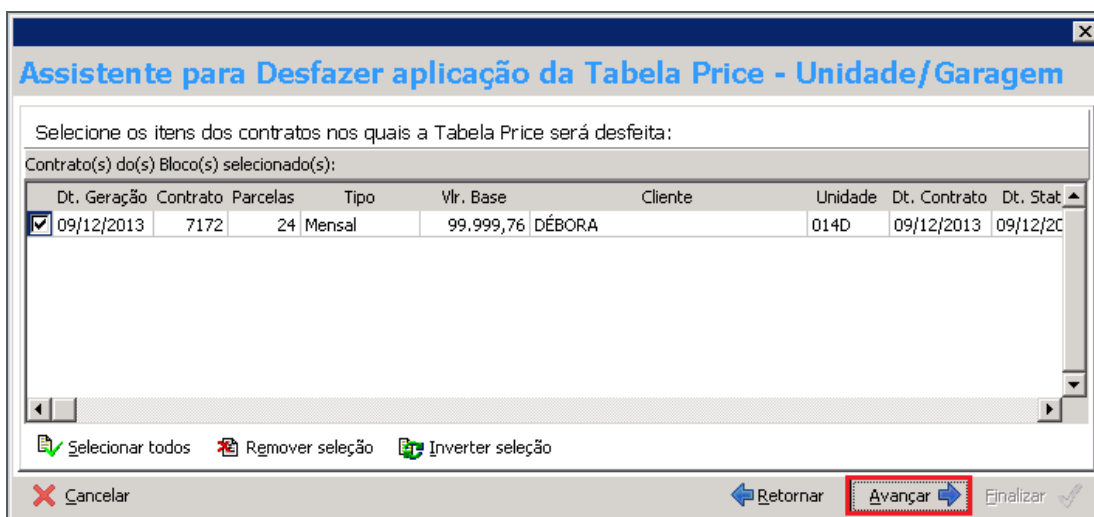 Assistente para Desfazer aplicação da Tabela Price - Unidade/Garagem
Selecione os itens dos contratos nos quais a Tabela Price será desfeita:
Contrato(s) do(s) Bloco(s) selecionado(s):
Dt. Geração Contrato Parcelas Tipo Vlr. Base Cliente Unidade Dt. Contrato Dt. Stat
09/12/2013 7172 24 Mensal 99.999,76 DÉBORA 014D 09/12/2013 09/12/20
Selecionar todos Remover seleção Inverter seleção
Cancelar Retornar Avançar Finalizar